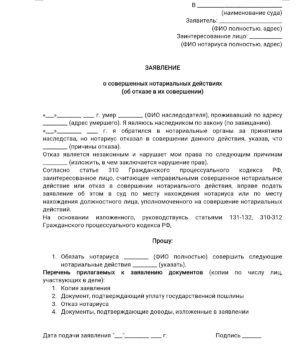 В ____________
(наименование суда)
Заявитель: ____________
(ФИО полностью, адрес)
Заинтересованное лицо: ________
(ФИО нотариуса полностью, адрес)
ЗАЯВЛЕНИЕ
о совершенных нотариальных действиях
(об отказе в их совершении)
«__»________ ___ г. умер ______ (ФИО наследодателя), проживавший по адресу
______ (адрес умершего). Я являюсь наследником по закону (по завещанию).
«__»________ ___ г. я обратился в нотариальные органы за принятием
наследства, но нотариус отказал в совершении данного действия, указав, что
______ (причины отказа).
Отказ является незаконным и нарушает мои права по следующим причинам
______ (изложить, в чем заключается нарушение прав).
Согласно статье 310 Гражданского процессуального кодекса РФ,
заинтересованное лицо, считающее неправильными совершенное нотариальное
действие или отказ в совершении нотариального действия, вправе подать
заявление об этом в суд по месту нахождения нотариуса или по месту
нахождения должностного лица, уполномоченного на совершение нотариальных
действий.
На основании изложенного, руководствуясь статьями 131-132, 310-312
Гражданского процессуального кодекса РФ,
Прошу:
1. Обязать нотариуса ______ (ФИО полностью) совершить следующие
нотариальные действия ______ (указать).
Перечень прилагаемых к заявлению документов (копии по числу лиц,
участвующих в деле):
1. Копия заявления
2. Документ, подтверждающий уплату государственной пошлины
3. Отказ нотариуса
4. Документы, подтверждающие доводы, изложенные в заявлении
Дата подачи заявления "__"________ ___ г. Подпись ______